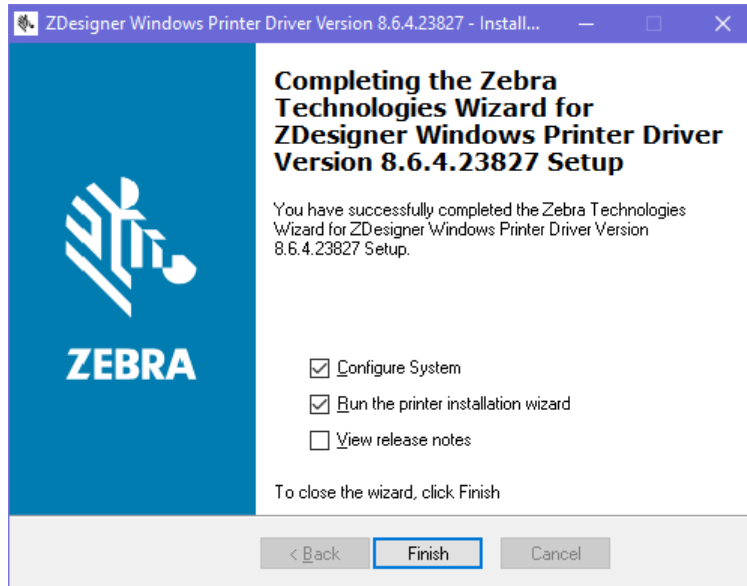 ZDesigner Windows Printer Driver Version 8.6.4.23827 - Install...
Completing the Zebra
Technologies Wizard for
ZDesigner Windows Printer Driver
Version 8.6.4.23827 Setup
You have successfully completed the Zebra Technologies
Wizard for ZDesigner Windows Printer Driver Version
8.6.4.23827 Setup.
ZEBRA
Configure System
Run the printer installation wizard
View release notes
To close the wizard, click Finish
< Back
Finish
Cancel